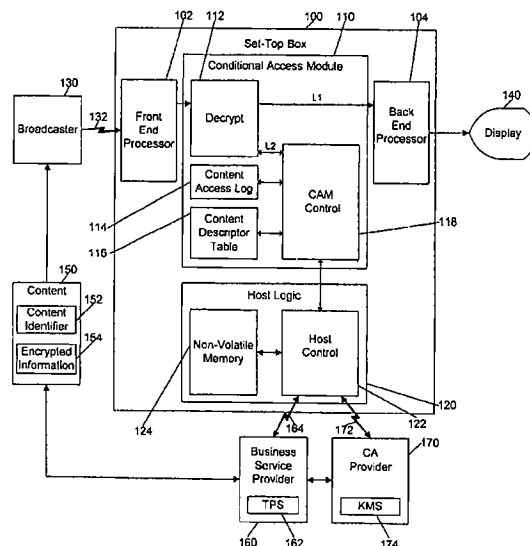 102
112
100
110
104
Set-Top Box
Conditional Access Module
130
140
Broadcaster
132
Front
End
Processor
Decrypt
L1
Back
End
Processor
Display
L2
Content
Access Log
114
CAM
Control
118
Content
Descriptor
Table
116
150
Content
152
Content
Identifier
154
Encrypted
Information
Host Logic
Non-Volatile
Memory
Host
Control
124
120
122
164
172
Business
Service
Provider
CA
Provider
170
TPS
KMS
160
162
174